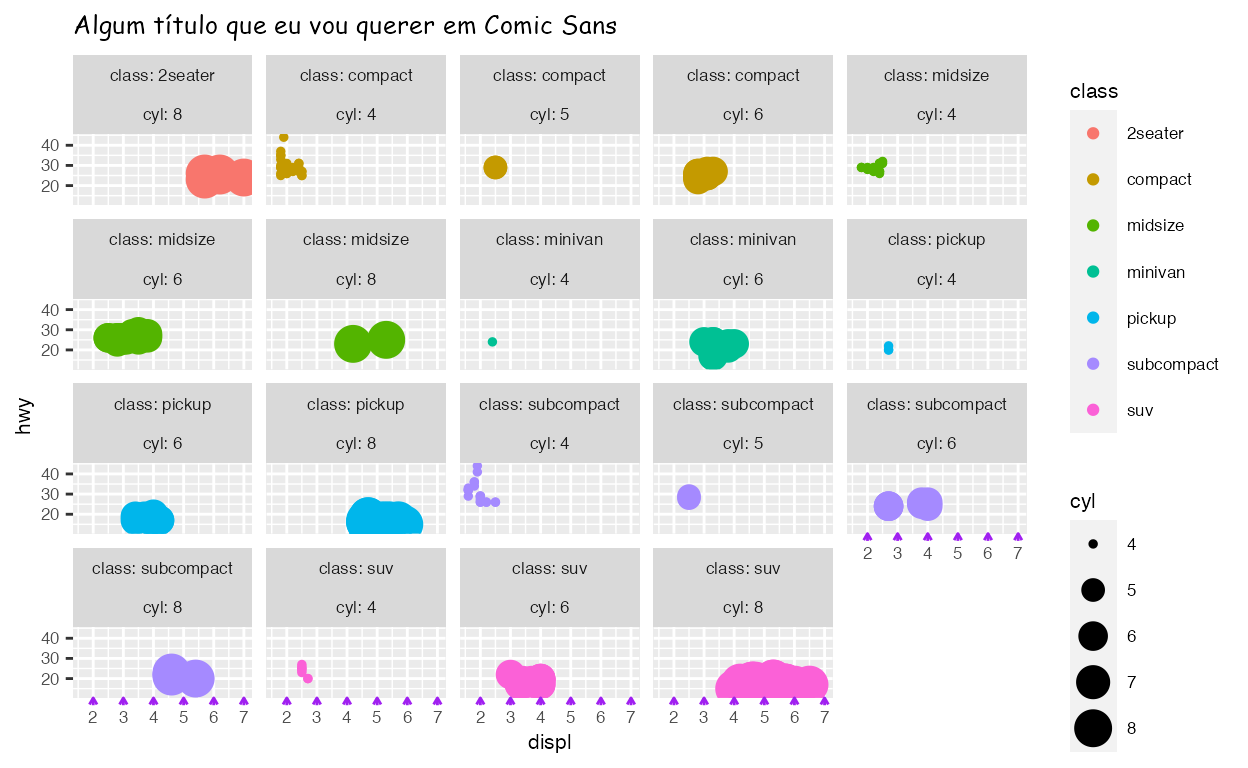 Algum título que eu vou querer em Comic Sans
class: 2seater
class: compact
class: compact
class: compact
class: midsize
cyl: 8
cyl: 4
cyl: 5
cyl: 6
cyl: 4
40
30
20
class: midsize
class: midsize
class: minivan
class: minivan
class: pickup
cyl: 6
cyl: 8
cyl: 4
cyl: 6
cyl: 4
40
30
20
class: pickup
class: pickup
class: subcompact
class: subcompact
class: subcompact
cyl: 6
cyl: 8
cyl: 4
cyl: 5
cyl: 6
40
30
20
2 3 4 5 6 7
class: subcompact
class: suv
class: suv
class: suv
cyl: 8
cyl: 4
cyl: 6
cyl: 8
40
30
20
2 3 4 5 6 7
2 3 4 5 6 7
2 3 4 5 6 7
2 3 4 5 6 7
displ
hwy
class
2seater
compact
midsize
minivan
pickup
subcompact
suv
cyl
4
5
6
7
8